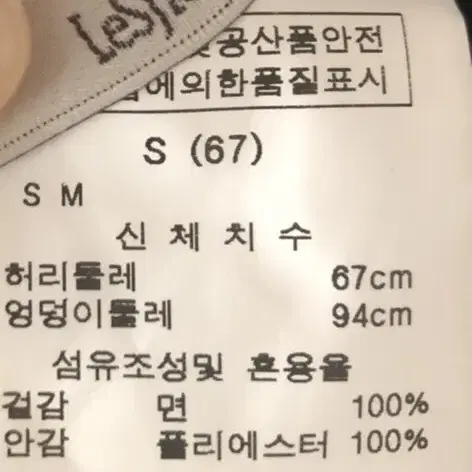 공산품안전
에의한품질표시
S (67)
S M
신 체 치 수
허리둘레 67cm
엉덩이둘레 94cm
섬유조성및 혼용율
겉감 면 100%
안감 폴리에스터 100%